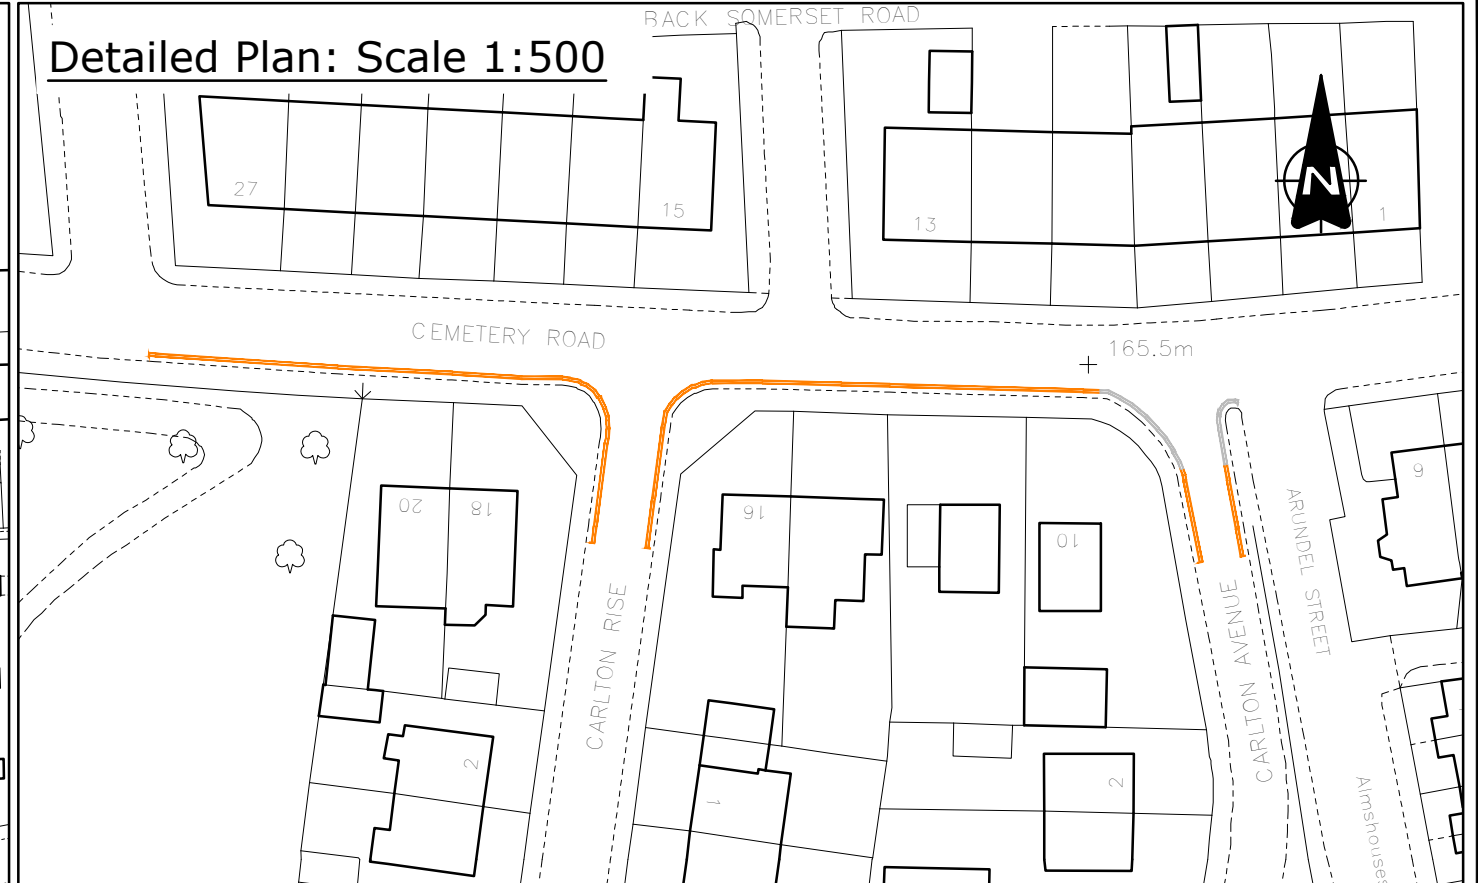 BACK SOMERSET ROAD
Detailed Plan: Scale 1:500
N
27
15
13
1
CEMETERY ROAD
165.5m
20
18
16
10
9
ARUNDEL STREET
CARLTON RISE
CARLTON AVENUE
2
1
2
Almshouses